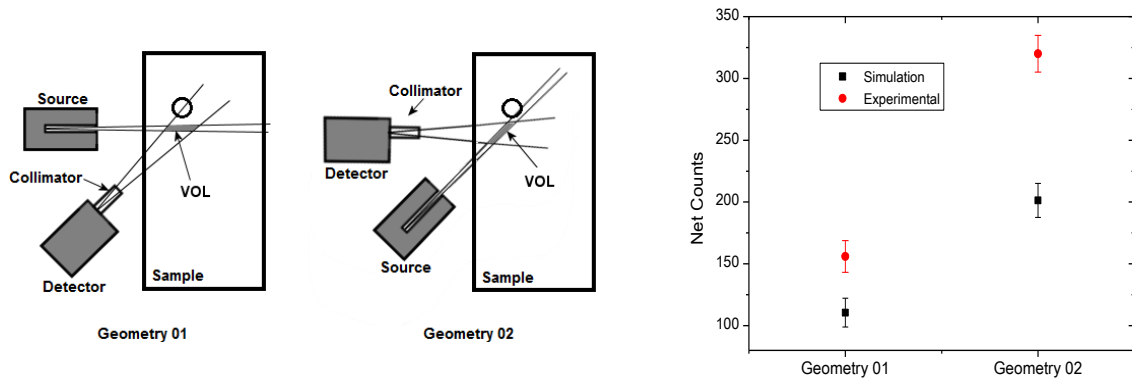 Source
Collimator
VOL
Sample
Detector
Geometry 01
Collimator
Detector
VOL
Source
Sample
Geometry 02
Net Counts
350
300
250
200
150
100
Simulation
Experimental
Geometry 01
Geometry 02